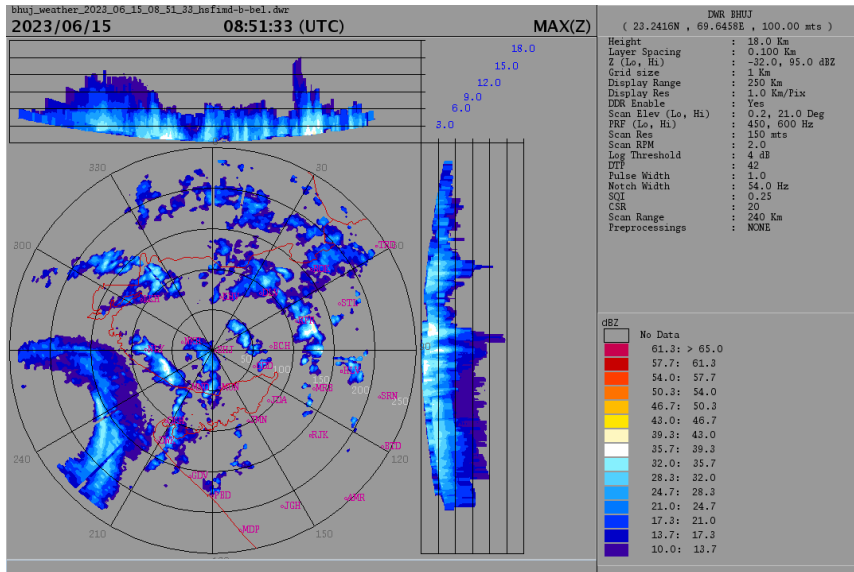 bhuj_weather_2023_06_15_08_51_33_hsfimd-b-bel.dwr
2023/06/15 08:51:33 (UTC) MAX(Z)
18.0
15.0
12.0
9.0
6.0
3.0
DWR BHUJ
( 23.2416N , 69.6458E , 100.00 mts )
Height : 18.0 Km
Layer Spacing : 0.100 Km
Z (Lo, Hi) : -32.0, 95.0 dBZ
Grid size : 1 Km
Display Range : 250 Km
Display Res : 1.0 Km/Pix
DDR Enable : Yes
Scan Elev (Lo, Hi) : 0.2, 21.0 Deg
PRF (Lo, Hi) : 450, 600 Hz
Scan Res : 150 mts
Scan RPM : 2.0
Log Threshold : 4 dB
DTP : 42
Pulse Width : 1.0
Notch Width : 54.0 Hz
SQI : 0.25
CSR : 20
Scan Range : 240 Km
Preprocessings : NONE
330
30
300
60
STI
RCH
50
100
150
200
250
MRE
SRN
JDA
RJK
BTD
240
120
GDV
PBD
AMR
JGH
210
150
MDP
dBZ
No Data
61.3: > 65.0
57.7: 61.3
54.0: 57.7
50.3: 54.0
46.7: 50.3
43.0: 46.7
39.3: 43.0
35.7: 39.3
32.0: 35.7
28.3: 32.0
24.7: 28.3
21.0: 24.7
17.3: 21.0
13.7: 17.3
10.0: 13.7